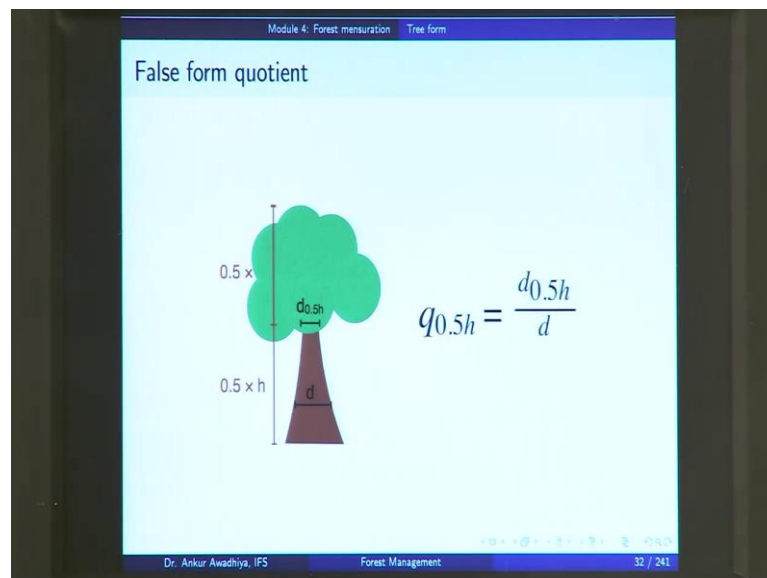 Module 4: Forest mensuration Tree form
False form quotient
0.5 x
d0.5h
q0.5h = d0.5h / d
0.5 x h
d
Dr. Ankur Awadhiya, IFS Forest Management 32 / 241